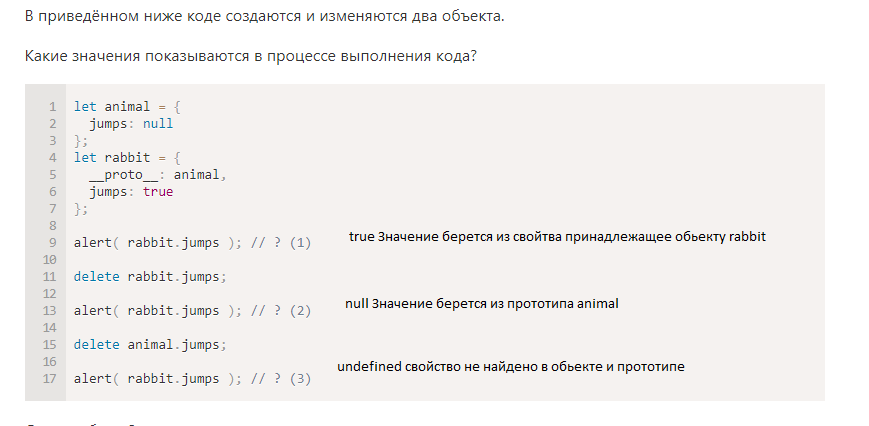 В приведённом ниже коде создаются и изменяются два объекта.
Какие значения показываются в процессе выполнения кода?
1 let animal = {
2   jumps: null
3 };
4 let rabbit = {
5   __proto__: animal,
6   jumps: true
7 };
8
9 alert( rabbit.jumps ); // ? (1) true Значение берется из свойтва принадлежащее обьекту rabbit
10
11 delete rabbit.jumps;
12
13 alert( rabbit.jumps ); // ? (2) null Значение берется из прототипа animal
14
15 delete animal.jumps;
16
17 alert( rabbit.jumps ); // ? (3) undefined свойство не найдено в обьекте и прототипе